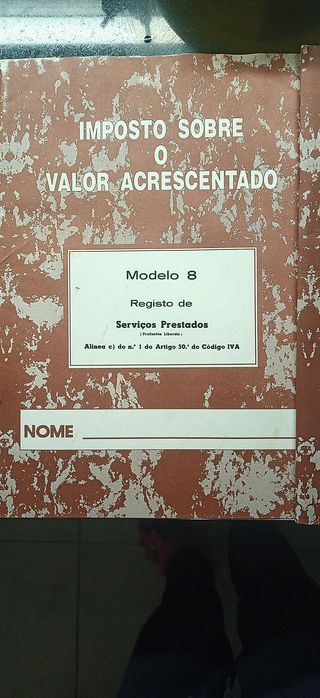 IMPOSTO SOBRE
O
VALOR ACRESCENTADO
Modelo 8
Registo de
Serviços Prestados
(Profissões Liberais)
Alínea c) do n.º 1 do Artigo 50.º do Código IVA
NOME